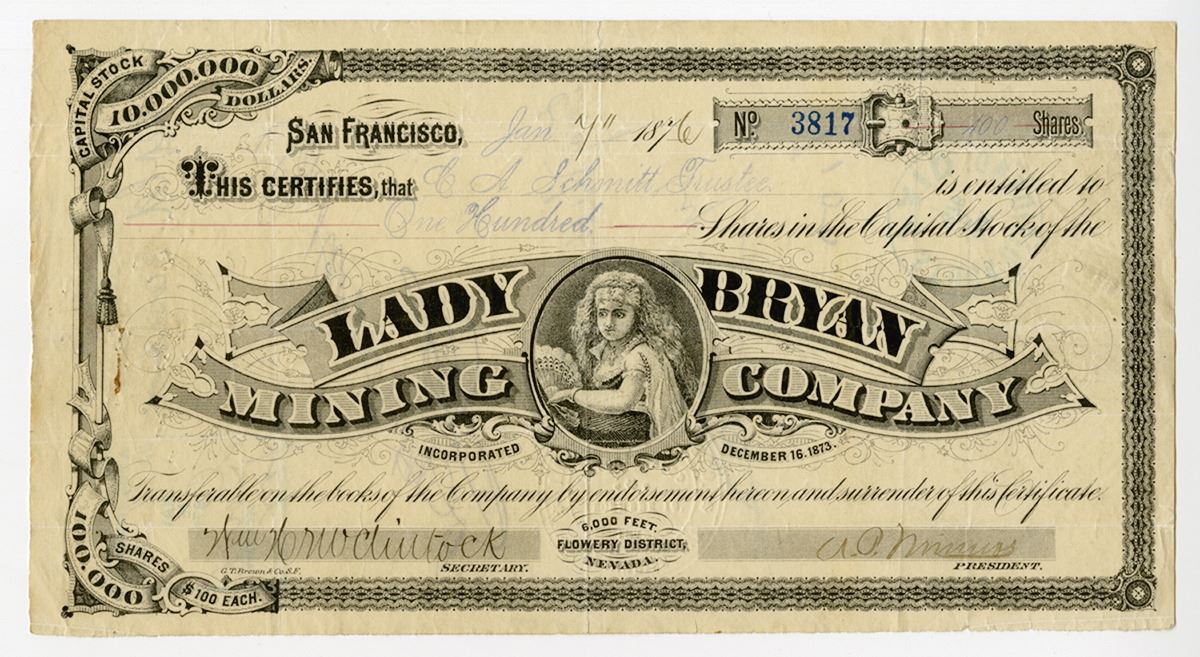 CAPITAL STOCK
10.000.000
DOLLARS.
SAN FRANCISCO, Jan 7" 1876
No. 3817 100 Shares.
THIS CERTIFIES, that C A Schmitt Trustee is entitled to
One Hundred Shares in the Capital Stock of the
LADY BRYAN
MINING COMPANY
INCORPORATED DECEMBER 16. 1873.
Transferable on the books of the Company by endorsement hereon and surrender of this Certificate.
6,000 FEET.
FLOWERY DISTRICT,
NEVADA.
G.T. Brown & Co. S.F. SECRETARY. PRESIDENT.
100.000
SHARES
$100 EACH.